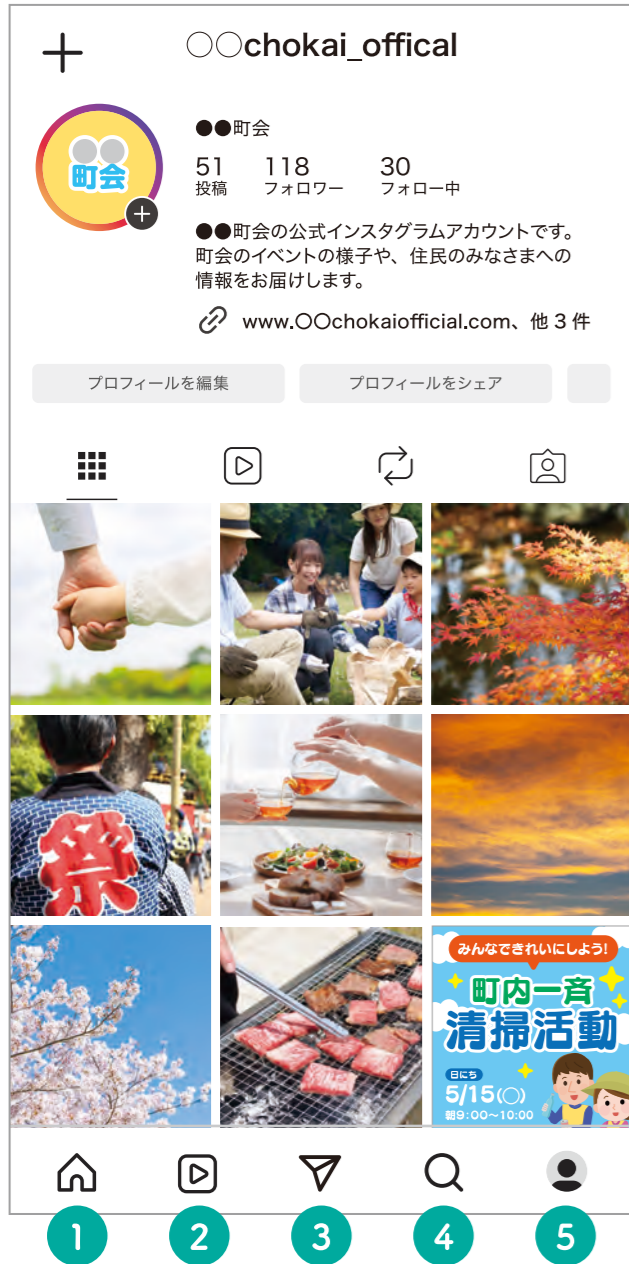 ○○chokai_offical
町会
●●町会
51 118 30
投稿 フォロワー フォロー中
●●町会の公式インスタグラムアカウントです。
町会のイベントの様子や、住民のみなさまへの
情報をお届けします。
www.○○chokaiofficial.com、他 3 件
プロフィールを編集 プロフィールをシェア
祭
みんなできれいにしよう!
町内一斉
清掃活動
日にち
5/15(○)
朝9:00～10:00
1 2 3 4 5